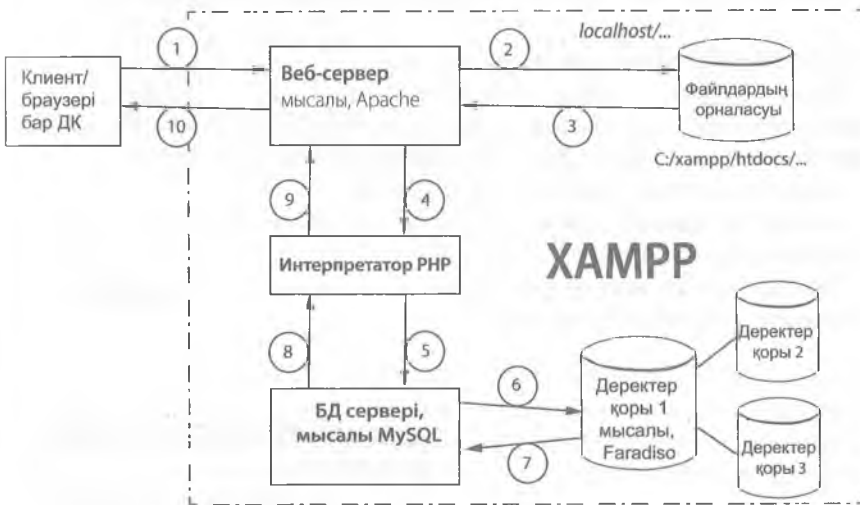 1
2
localhost/...
Клиент/
браузері
бар ДК
Веб-сервер
мысалы, Apache
Файлдардың
орналасуы
10
3
C:/xampp/htdocs/...
9
4
Интерпретатор PHP
XAMPP
8
5
6
7
БД сервері,
мысалы MySQL
Деректер
қоры 1
мысалы,
Faradiso
Деректер
қоры 2
Деректер
қоры 3